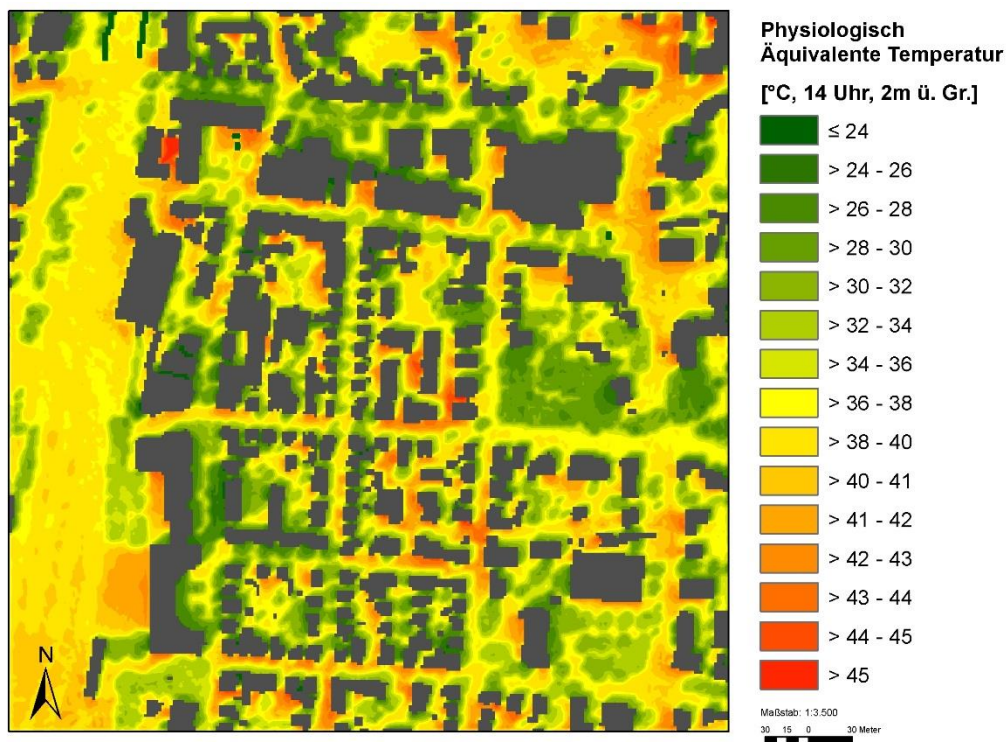 Physiologisch
Äquivalente Temperatur
[°C, 14 Uhr, 2m ü. Gr.]
≤ 24
> 24 - 26
> 26 - 28
> 28 - 30
> 30 - 32
> 32 - 34
> 34 - 36
> 36 - 38
> 38 - 40
> 40 - 41
> 41 - 42
> 42 - 43
> 43 - 44
> 44 - 45
> 45
N
Maßstab: 1:3.500
30 15 0 30 Meter